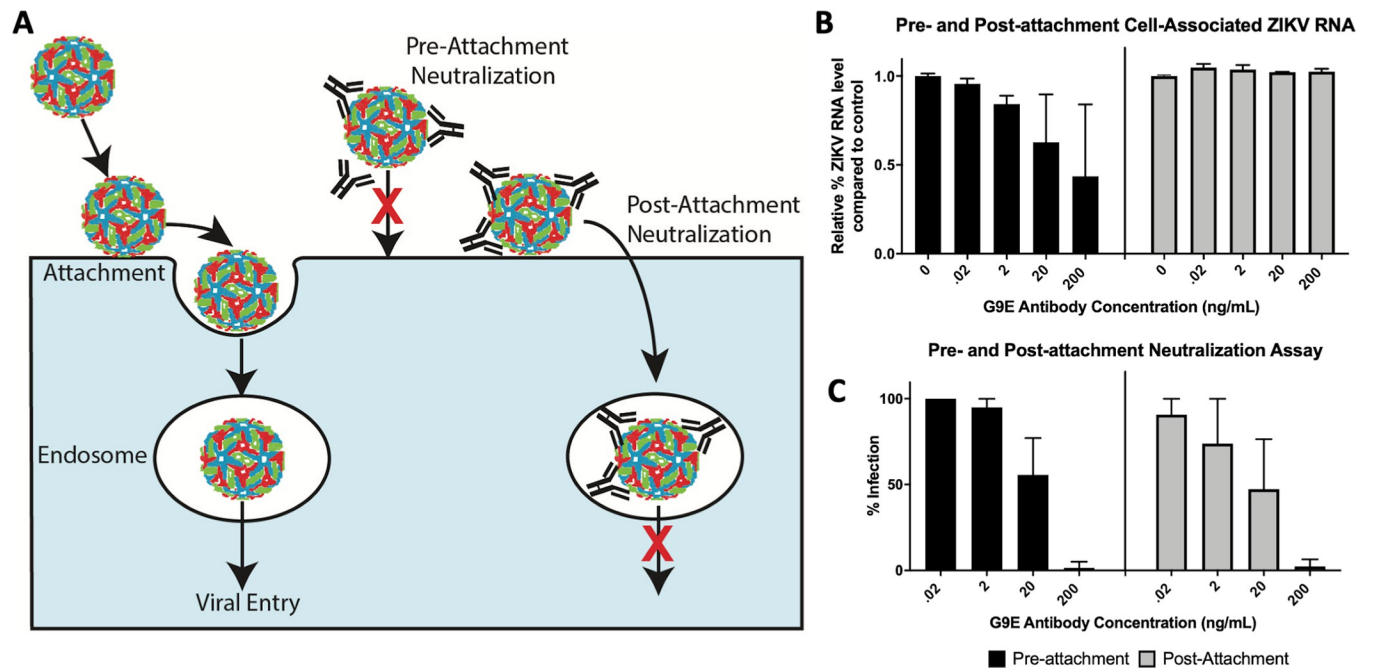 A
Pre-Attachment
Neutralization
Post-Attachment
Neutralization
Attachment
Endosome
Viral Entry
X
X
B
Pre- and Post-attachment Cell-Associated ZIKV RNA
Relative % ZIKV RNA level
compared to control
1.0
0.5
0.0
0 .02 2 20 200 0 .02 2 20 200
G9E Antibody Concentration (ng/mL)
Pre- and Post-attachment Neutralization Assay
C
% Infection
100
50
0
.02 2 20 200 .02 2 20 200
G9E Antibody Concentration (ng/mL)
Pre-attachment Post-Attachment